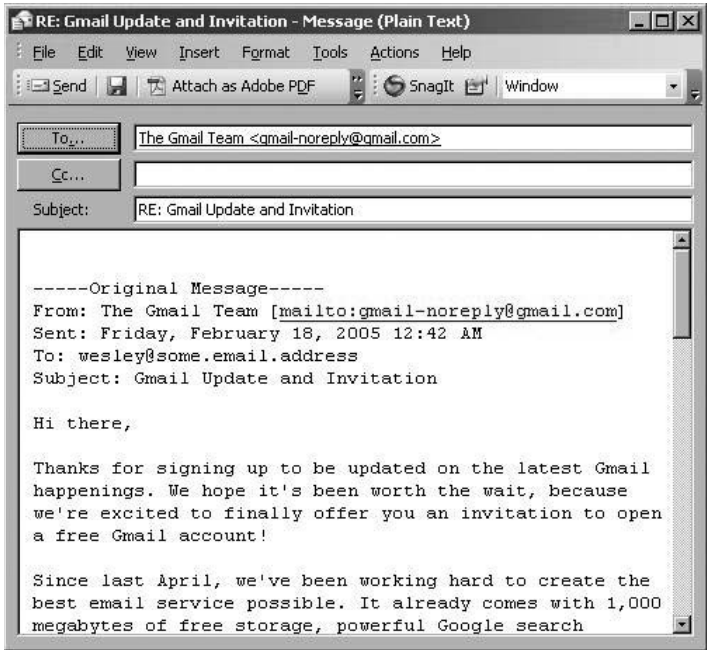 RE: Gmail Update and Invitation - Message (Plain Text)
File Edit View Insert Format Tools Actions Help
Send Attach as Adobe PDF SnagIt Window
To... The Gmail Team <gmail-noreply@gmail.com>
Cc...
Subject: RE: Gmail Update and Invitation
-----Original Message-----
From: The Gmail Team [mailto:gmail-noreply@gmail.com]
Sent: Friday, February 18, 2005 12:42 AM
To: wesley@some.email.address
Subject: Gmail Update and Invitation
Hi there,
Thanks for signing up to be updated on the latest Gmail
happenings. We hope it's been worth the wait, because
we're excited to finally offer you an invitation to open
a free Gmail account!
Since last April, we've been working hard to create the
best email service possible. It already comes with 1,000
megabytes of free storage, powerful Google search